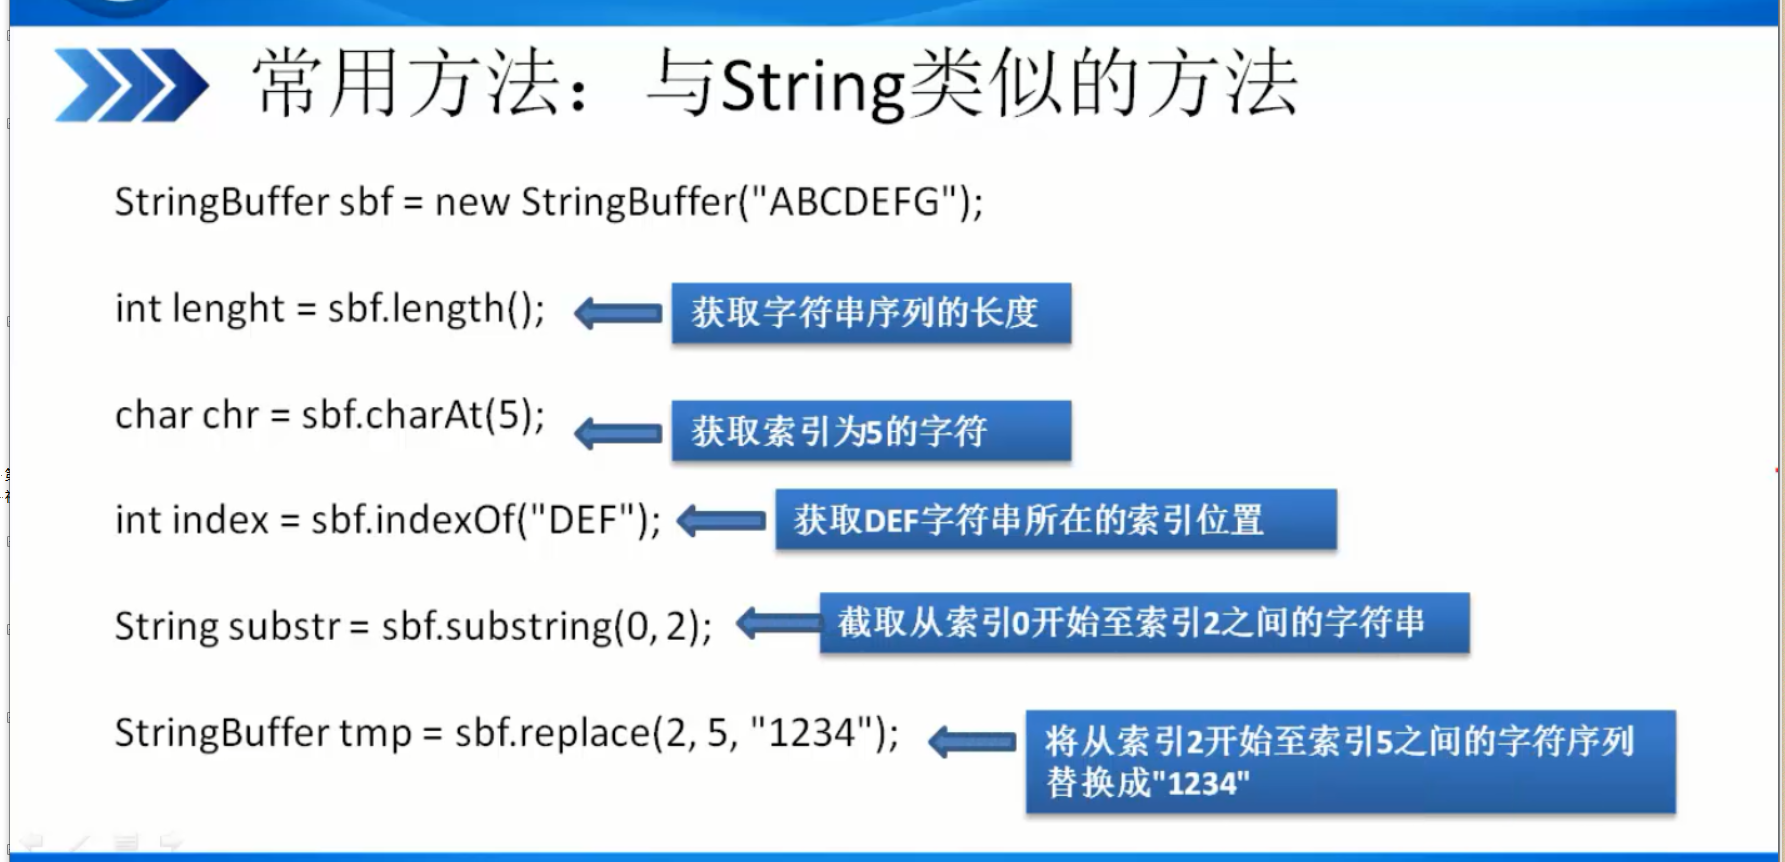 常用方法：与String类似的方法
StringBuffer sbf = new StringBuffer("ABCDEFG");
int lenght = sbf.length();
获取字符串序列的长度
char chr = sbf.charAt(5);
获取索引为5的字符
int index = sbf.indexOf("DEF");
获取DEF字符串所在的索引位置
String substr = sbf.substring(0, 2);
截取从索引0开始至索引2之间的字符串
StringBuffer tmp = sbf.replace(2, 5, "1234");
将从索引2开始至索引5之间的字符序列
替换成"1234"